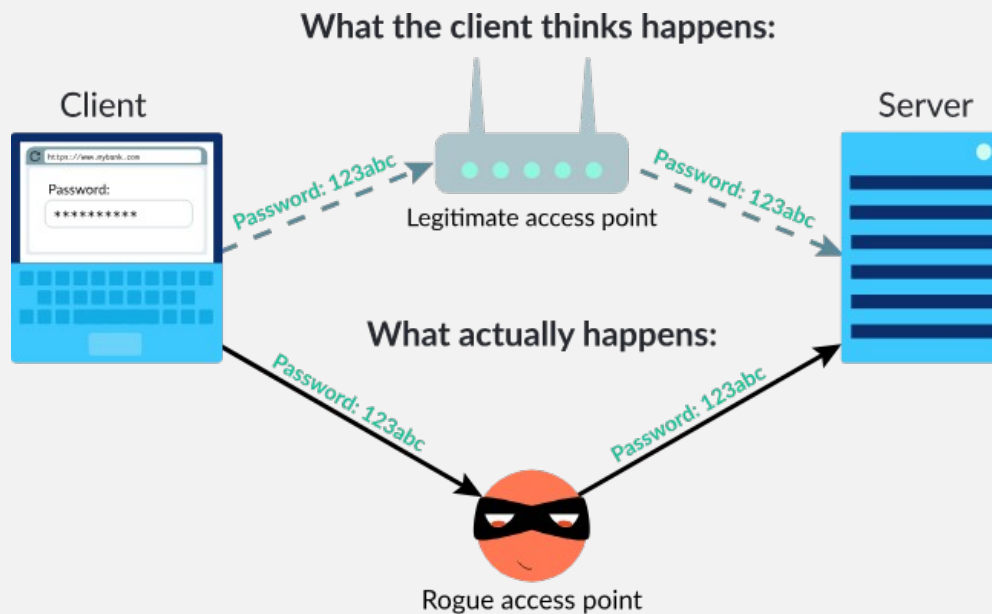 What the client thinks happens:
Client
Server
https://www.mybank.com
Password:
**********
Password: 123abc
Password: 123abc
Legitimate access point
What actually happens:
Password: 123abc
Password: 123abc
Rogue access point